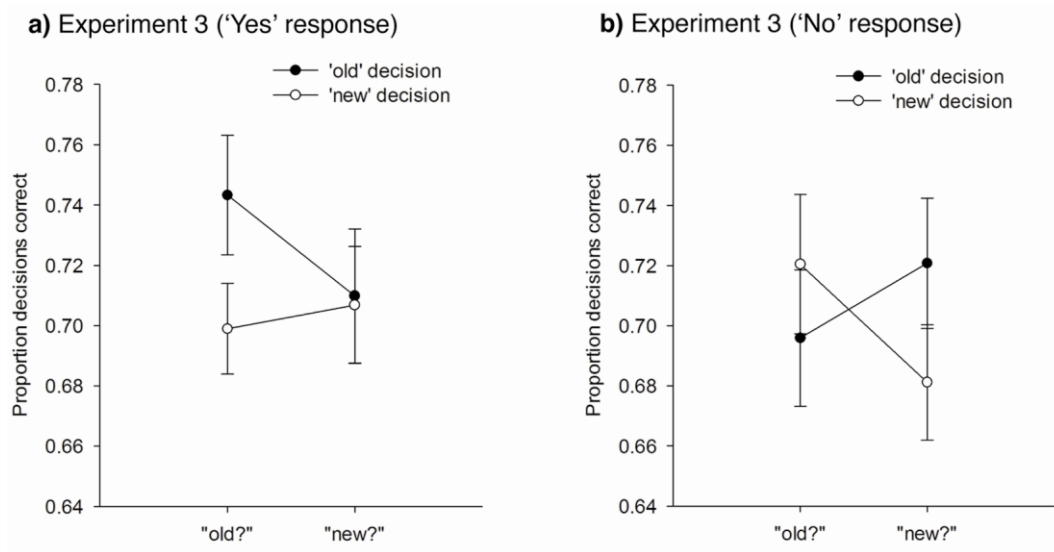 a) Experiment 3 (‘Yes’ response)
'old' decision
'new' decision
Proportion decisions correct
0.78
0.76
0.74
0.72
0.70
0.68
0.66
0.64
"old?" "new?"
b) Experiment 3 (‘No’ response)
'old' decision
'new' decision
Proportion decisions correct
0.78
0.76
0.74
0.72
0.70
0.68
0.66
0.64
"old?" "new?"